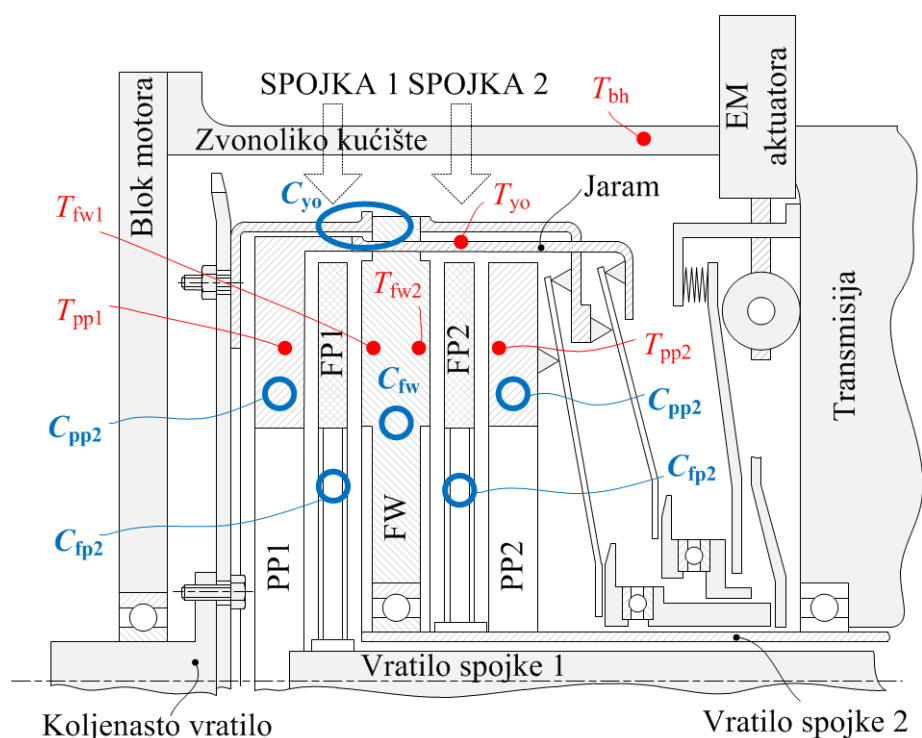 SPOJKA 1 SPOJKA 2
Blok motora
Zvonoliko kućište
T_bh
EM
aktuatora
C_yo
T_yo
Jaram
T_fw1
T_fw2
T_pp1
FP1
FP2
T_pp2
C_fw
C_pp2
C_pp2
Transmisija
C_fp2
C_fp2
PP1
FW
PP2
Vratilo spojke 1
Koljenasto vratilo
Vratilo spojke 2